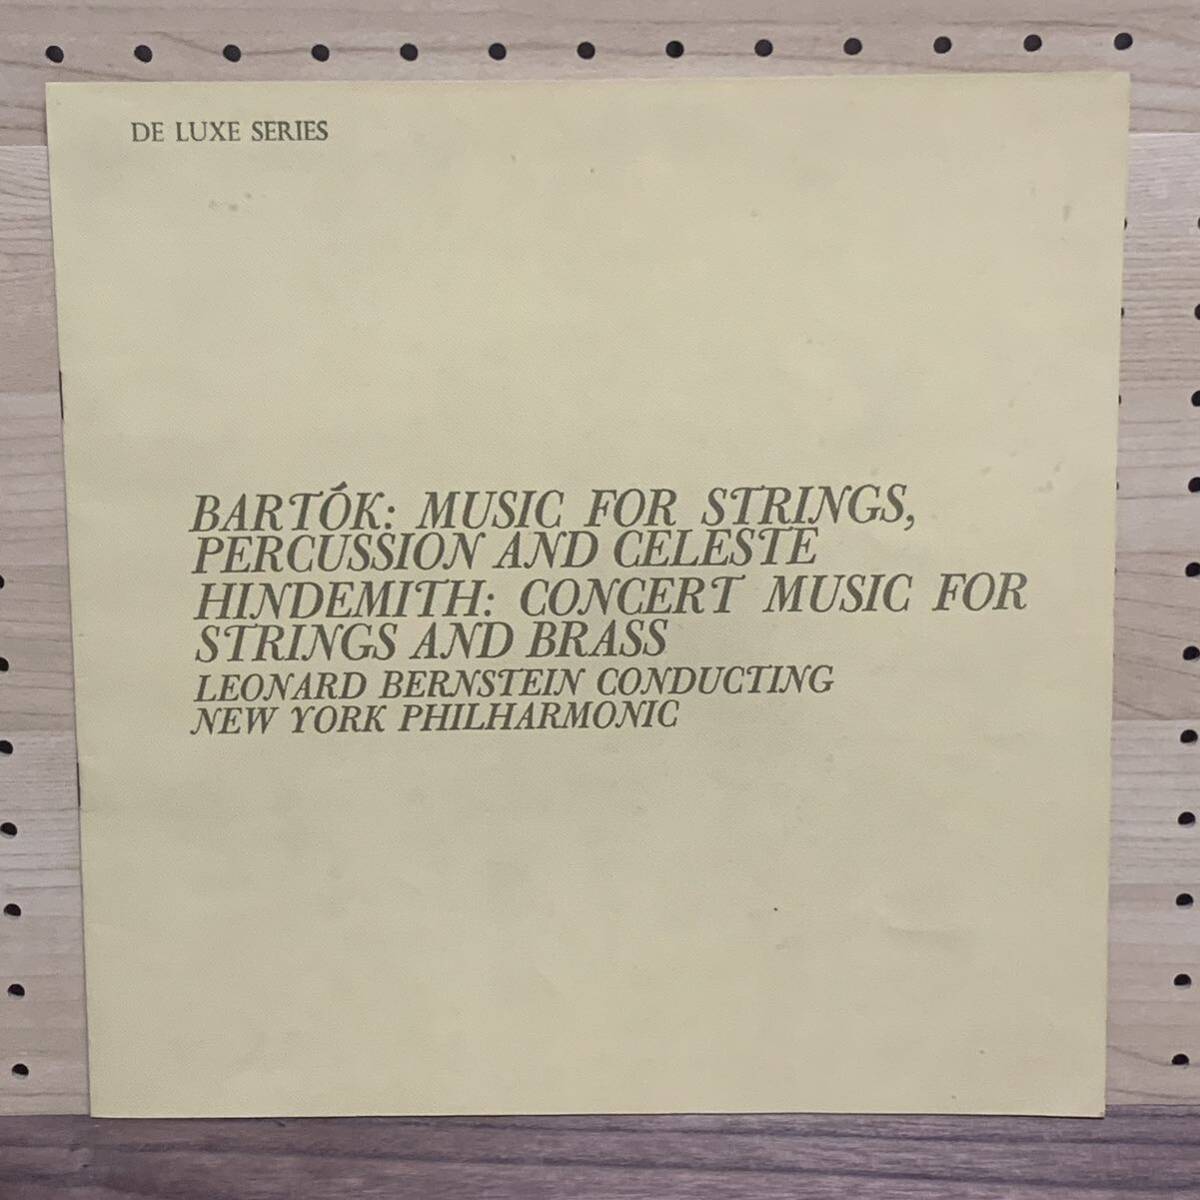 DE LUXE SERIES
BARTÓK: MUSIC FOR STRINGS,
PERCUSSION AND CELESTE
HINDEMITH: CONCERT MUSIC FOR
STRINGS AND BRASS
LEONARD BERNSTEIN CONDUCTING
NEW YORK PHILHARMONIC